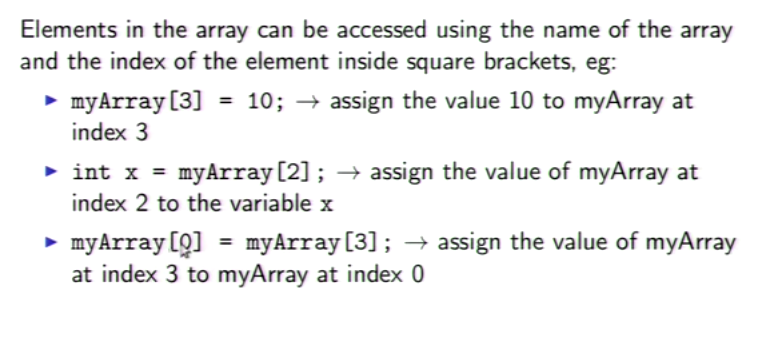 Elements in the array can be accessed using the name of the array
and the index of the element inside square brackets, eg:
▶ myArray[3] = 10; → assign the value 10 to myArray at
index 3
▶ int x = myArray[2]; → assign the value of myArray at
index 2 to the variable x
▶ myArray[0] = myArray[3]; → assign the value of myArray
at index 3 to myArray at index 0